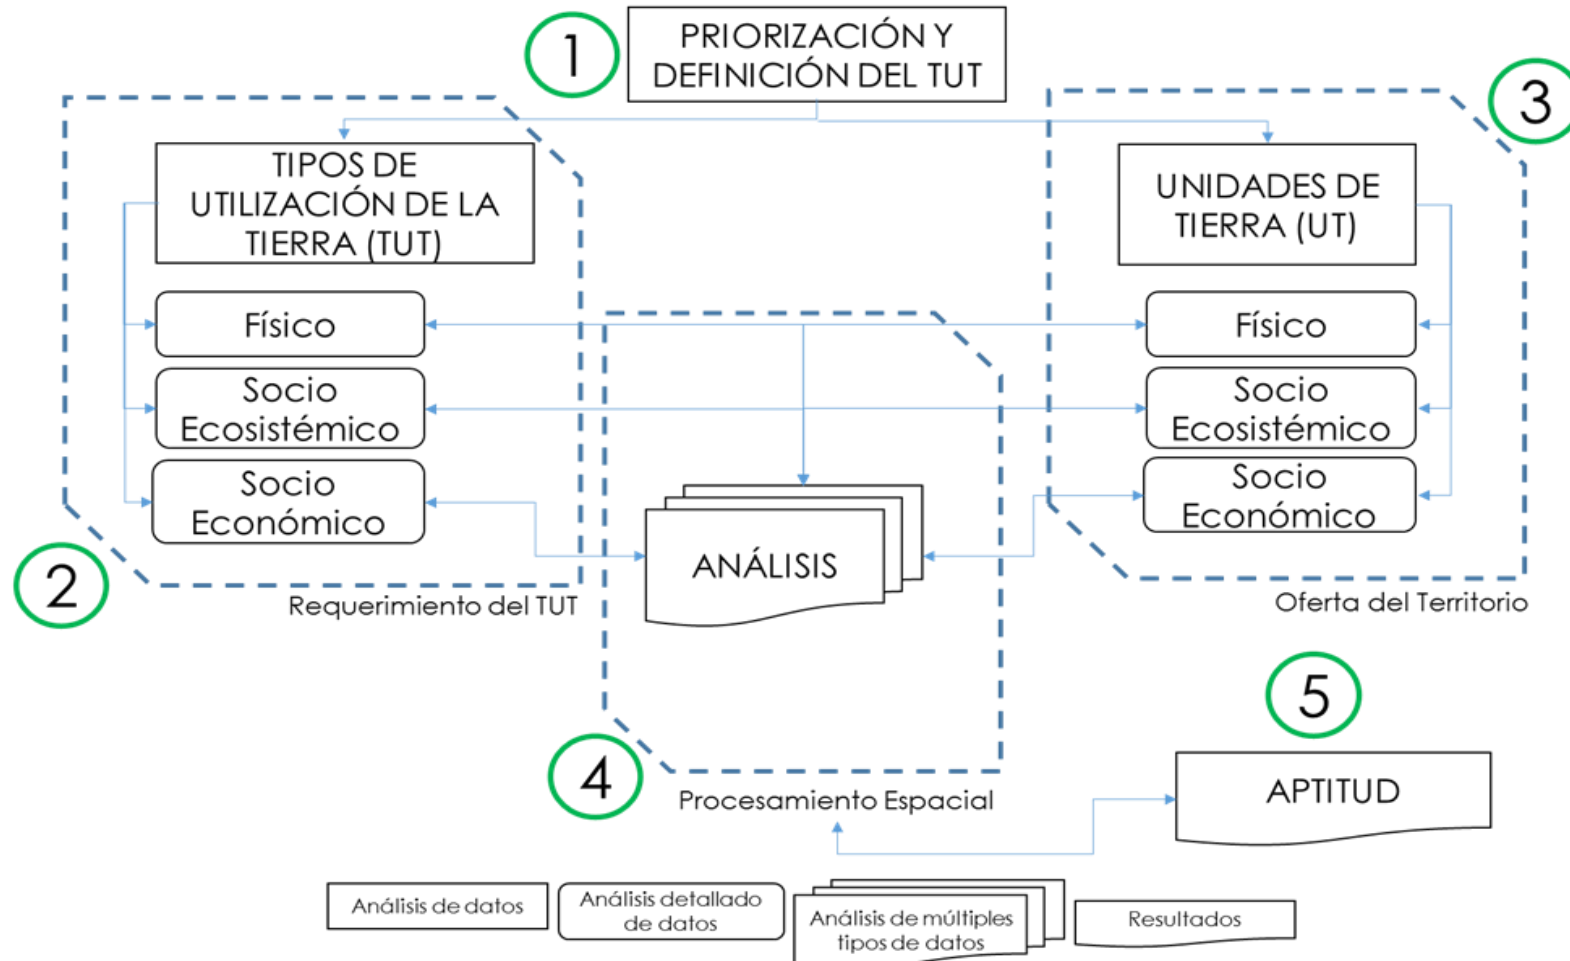 1
PRIORIZACIÓN Y
DEFINICIÓN DEL TUT
3
TIPOS DE
UTILIZACIÓN DE LA
TIERRA (TUT)
Físico
Socio
Ecosistémico
Socio
Económico
2
Requerimiento del TUT
UNIDADES DE
TIERRA (UT)
Físico
Socio
Ecosistémico
Socio
Económico
Oferta del Territorio
ANÁLISIS
4
Procesamiento Espacial
5
APTITUD
Análisis de datos
Análisis detallado
de datos
Análisis de múltiples
tipos de datos
Resultados